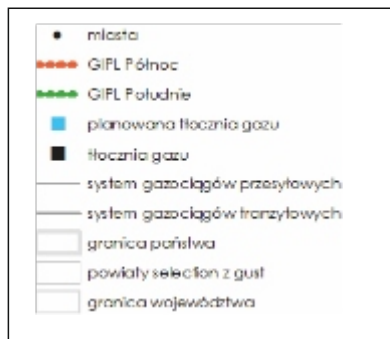 miasta
GIPL Północ
GIPL Południe
planowana tłocznia gazu
tłocznia gazu
system gazociągów przesyłowych
system gazociągów tranzytowych
granica państwa
powiaty selection z gust
granica województwa